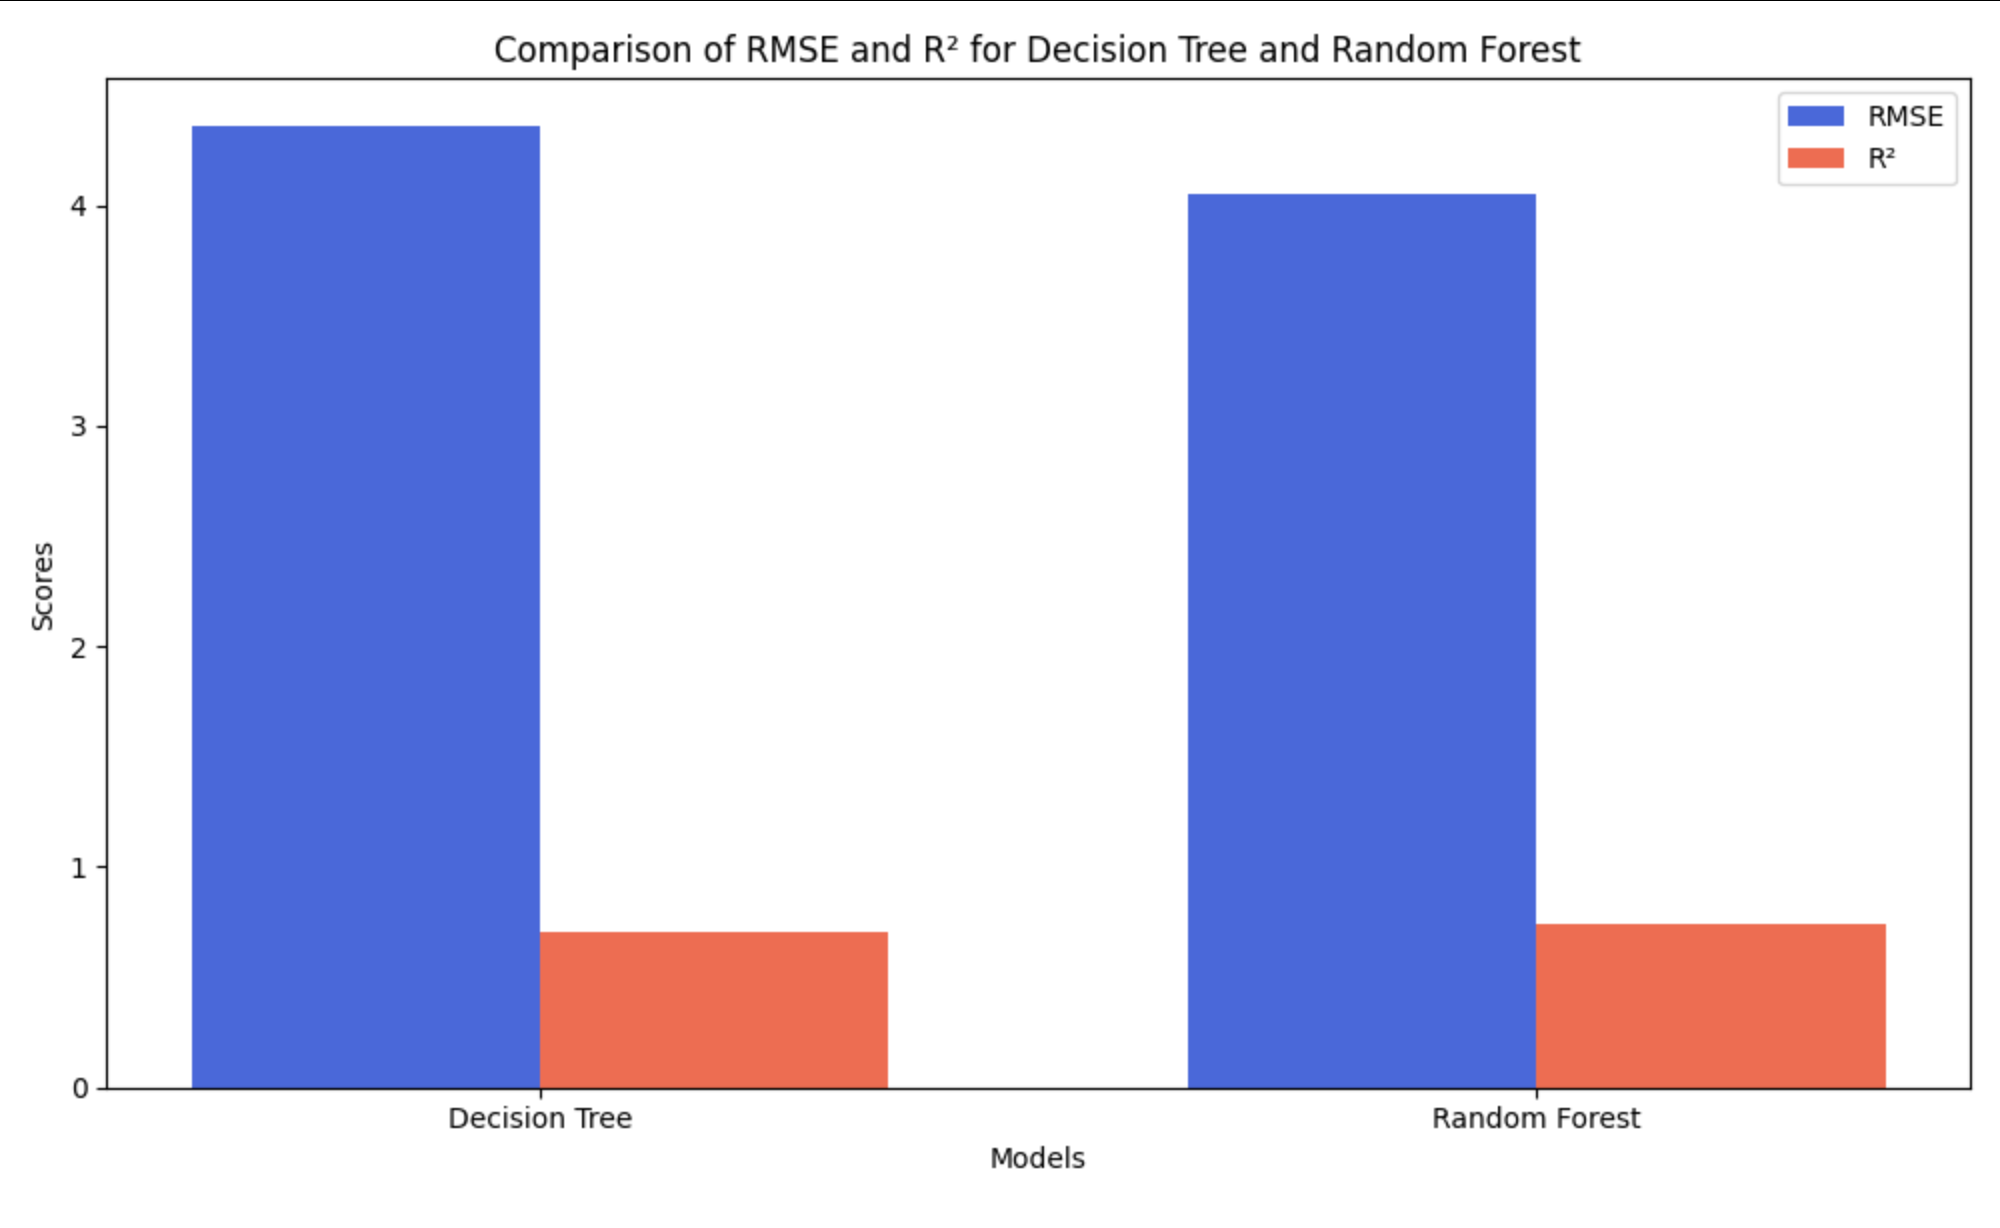 Comparison of RMSE and R² for Decision Tree and Random Forest
RMSE
R²
4
3
2
1
0
Scores
Decision Tree
Random Forest
Models